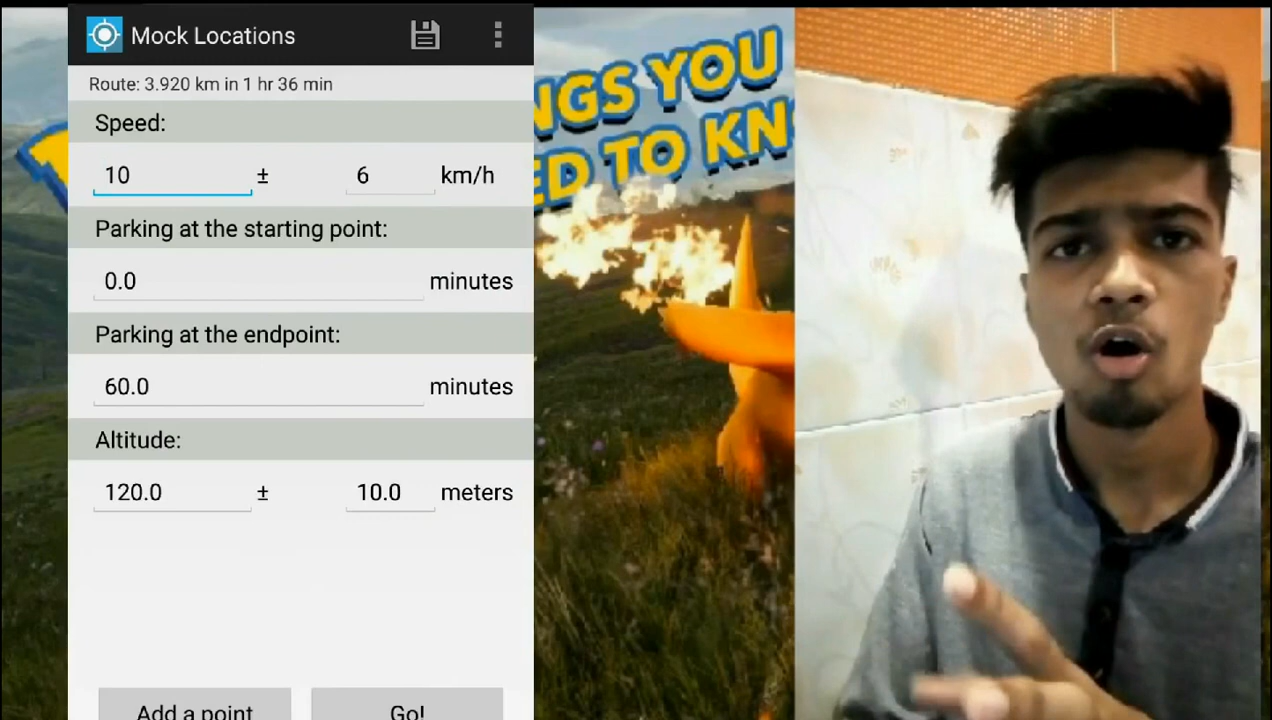 Mock Locations
Route: 3.920 km in 1 hr 36 min
Speed:
10 ± 6 km/h
Parking at the starting point:
0.0 minutes
Parking at the endpoint:
60.0 minutes
Altitude:
120.0 ± 10.0 meters
Add a point Go!
YOU
TO